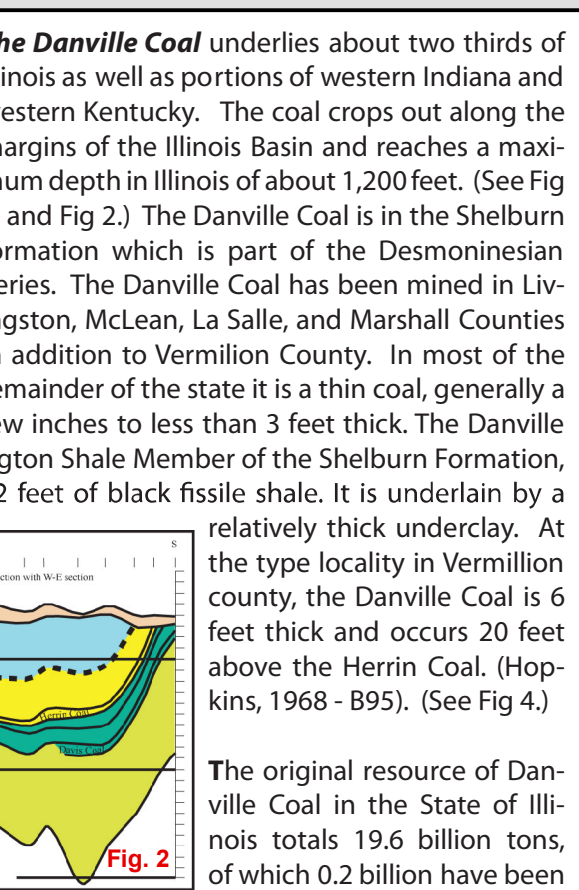 he Danville Coal underlies about two thirds of
linois as well as portions of western Indiana and
estern Kentucky. The coal crops out along the
argins of the Illinois Basin and reaches a maxi-
um depth in Illinois of about 1,200 feet. (See Fig
and Fig 2.) The Danville Coal is in the Shelburn
ormation which is part of the Desmoninesian
eries. The Danville Coal has been mined in Liv-
ngston, McLean, La Salle, and Marshall Counties
addition to Vermilion County. In most of the
emainder of the state it is a thin coal, generally a
ew inches to less than 3 feet thick. The Danville
gton Shale Member of the Shelburn Formation,
2 feet of black fissile shale. It is underlain by a
relatively thick underclay. At
the type locality in Vermillion
county, the Danville Coal is 6
feet thick and occurs 20 feet
above the Herrin Coal. (Hop-
kins, 1968 - B95). (See Fig 4.)
The original resource of Dan-
ville Coal in the State of Illi-
nois totals 19.6 billion tons,
of which 0.2 billion have been
S
ction with W-E section
Herrin Coal
Davis Coal
Fig. 2